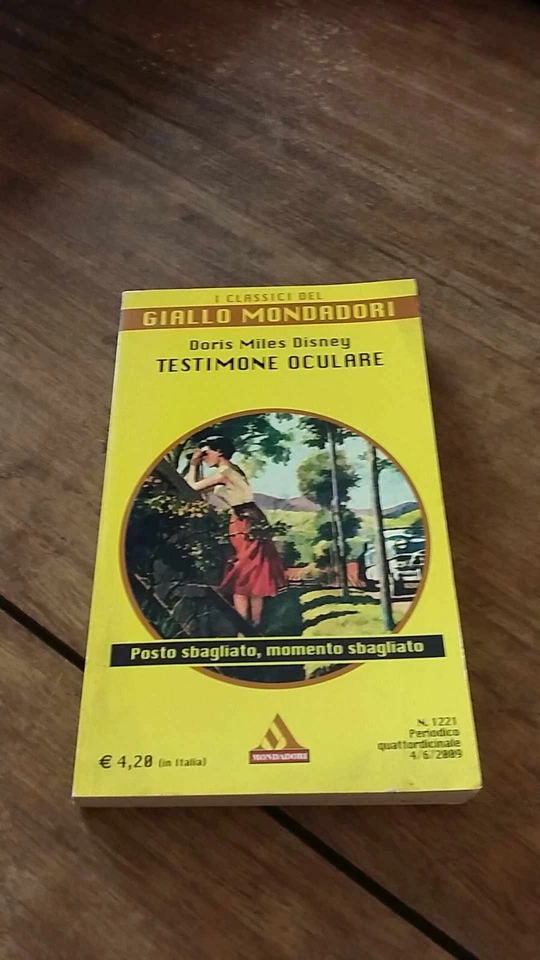 I CLASSICI DEL
GIALLO MONDADORI
Doris Miles Disney
TESTIMONE OCULARE
Posto sbagliato, momento sbagliato
€ 4,20 (in Italia)
MONDADORI
N. 1221
Periodico
quattordicinale
4/6/2009